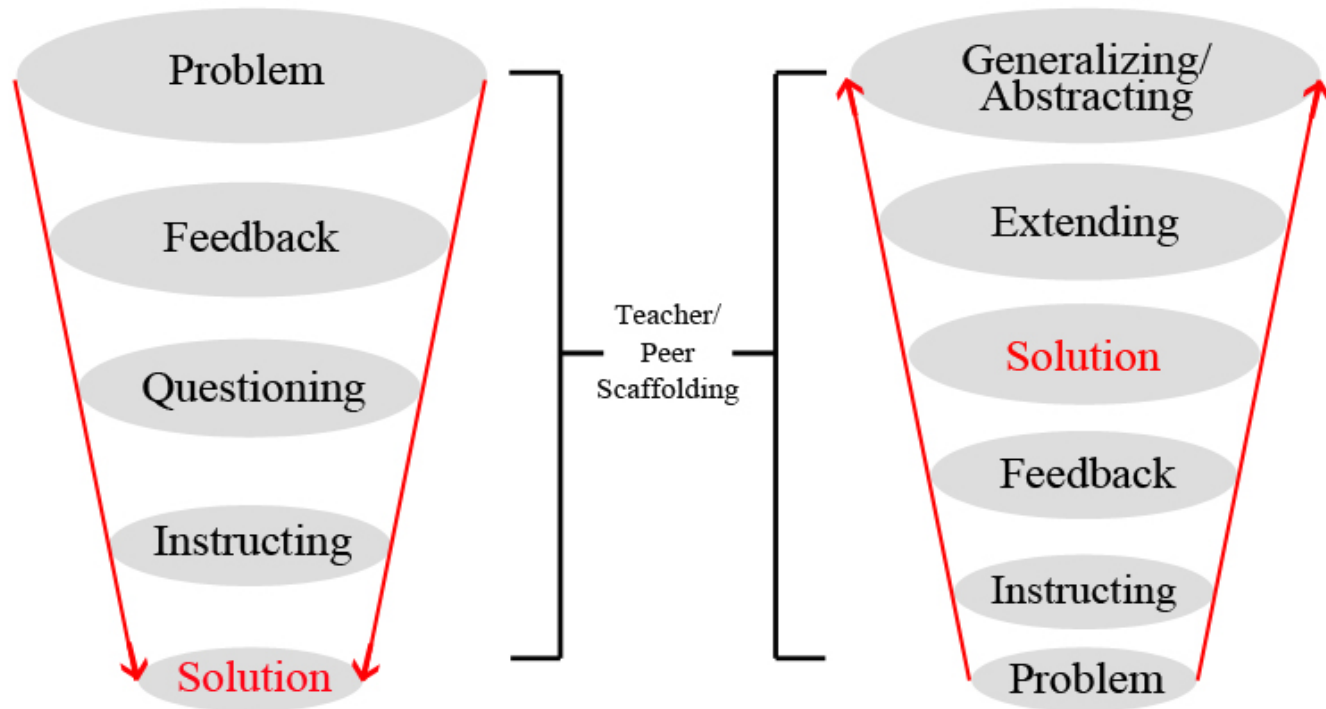 Problem
Feedback
Questioning
Instructing
Solution
Teacher/
Peer
Scaffolding
Generalizing/
Abstracting
Extending
Solution
Feedback
Instructing
Problem